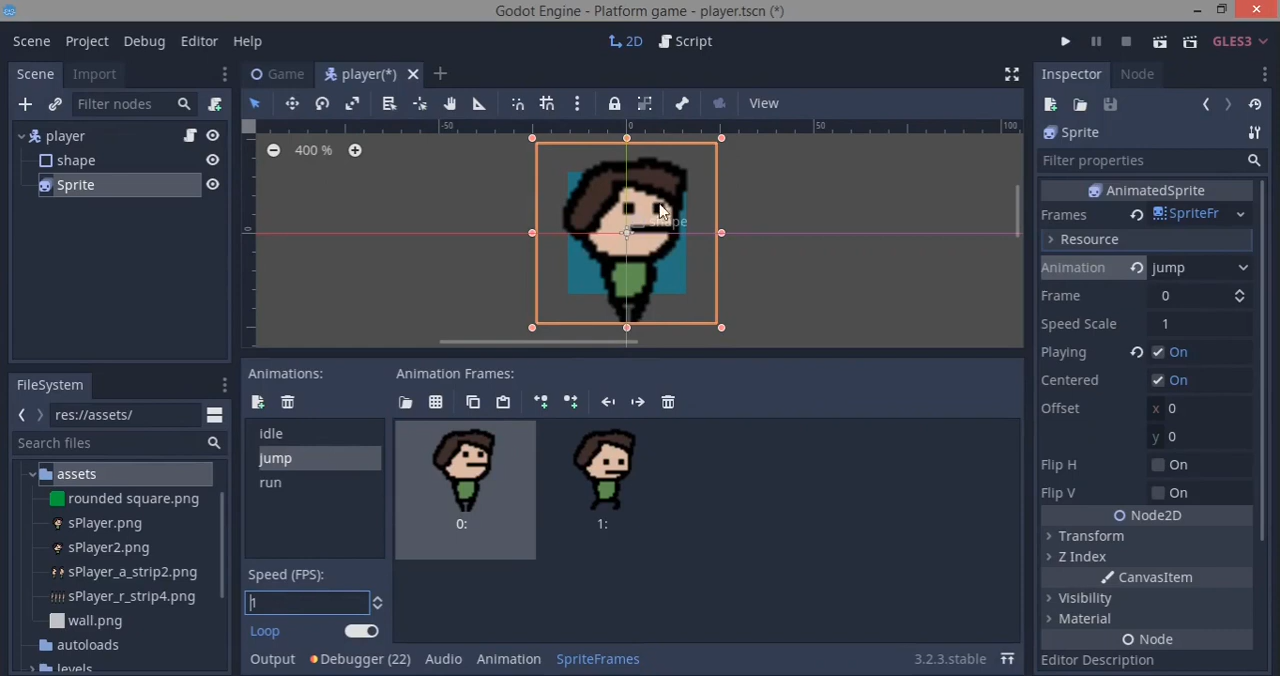 Godot Engine - Platform game - player.tscn (*)
Scene Project Debug Editor Help
2D Script
GLES3
Scene Import
Filter nodes
player
shape
Sprite
FileSystem
res://assets/
Search files
assets
rounded square.png
sPlayer.png
sPlayer2.png
sPlayer_a_strip2.png
sPlayer_r_strip4.png
wall.png
autoloads
levels
Game player(*)
View
-50 0 50 100
0
400 %
shape
Animations:
idle
jump
run
Speed (FPS):
1
Loop
Animation Frames:
0: 1:
Output Debugger (22) Audio Animation SpriteFrames 3.2.3.stable
Inspector Node
Sprite
Filter properties
AnimatedSprite
Frames SpriteFr
Resource
Animation jump
Frame 0
Speed Scale 1
Playing On
Centered On
Offset x 0
y 0
Flip H On
Flip V On
Node2D
Transform
Z Index
CanvasItem
Visibility
Material
Node
Editor Description